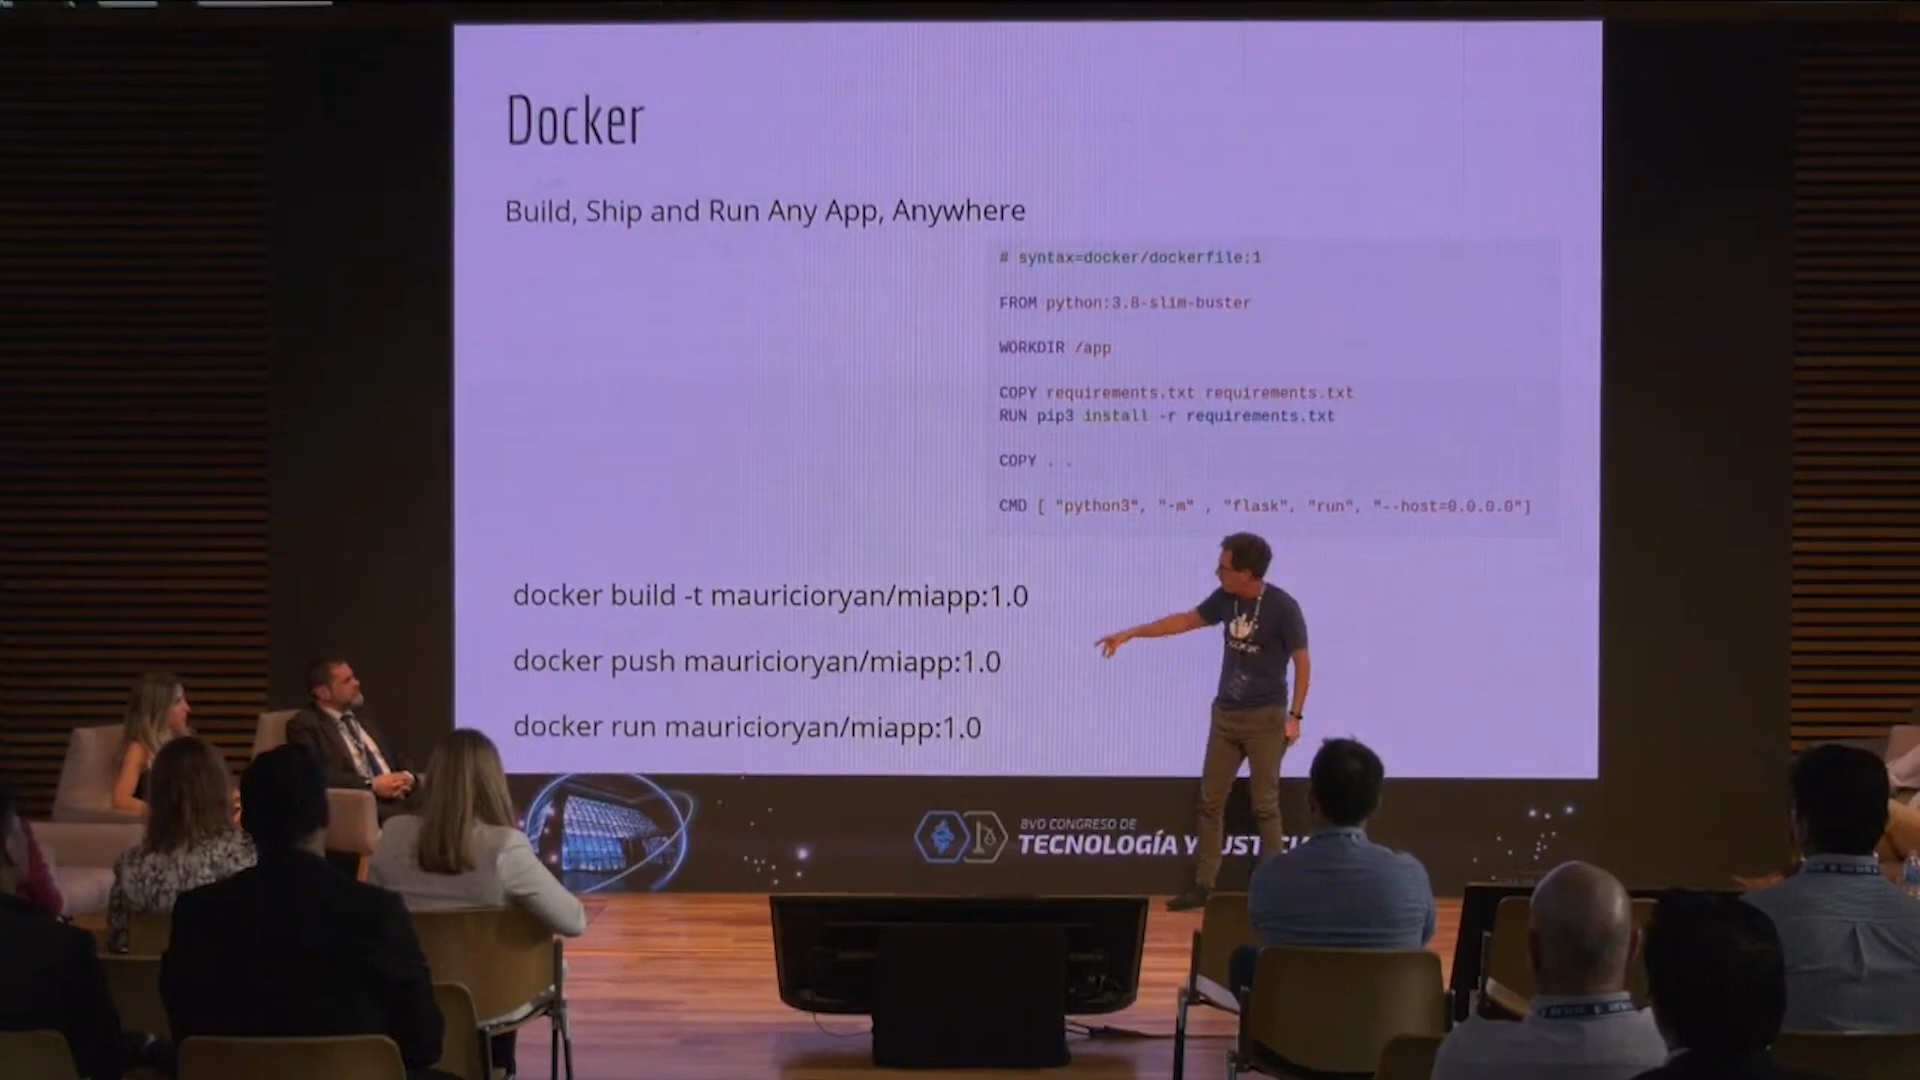 Docker
Build, Ship and Run Any App, Anywhere
# syntax=docker/dockerfile:1
FROM python:3.8-slim-buster
WORKDIR /app
COPY requirements.txt requirements.txt
RUN pip3 install -r requirements.txt
COPY . .
CMD [ "python3", "-m" , "flask", "run", "--host=0.0.0.0"]
docker build -t mauricioryan/miapp:1.0
docker push mauricioryan/miapp:1.0
docker run mauricioryan/miapp:1.0
8VO CONGRESO DE
TECNOLOGÍA Y